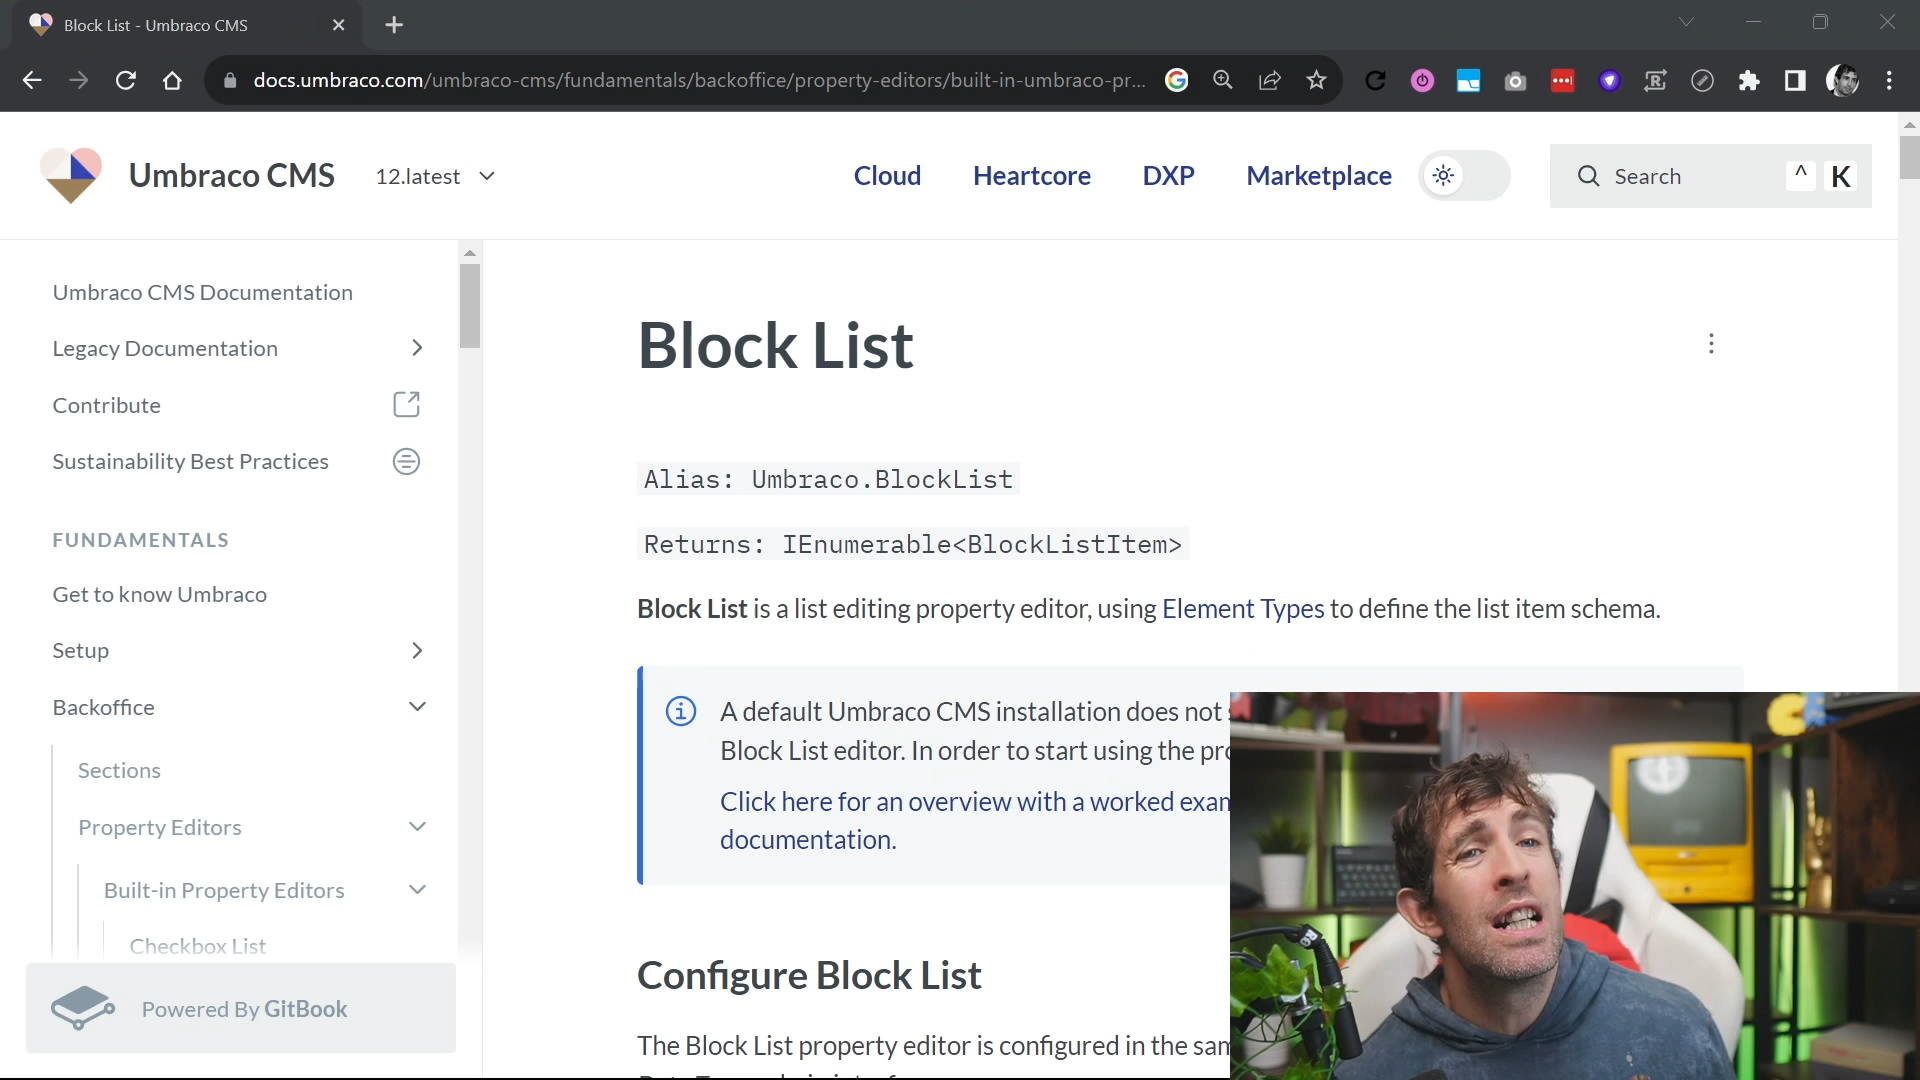 Block List - Umbraco CMS
docs.umbraco.com/umbraco-cms/fundamentals/backoffice/property-editors/built-in-umbraco-pr...
Umbraco CMS
12.latest
Cloud
Heartcore
DXP
Marketplace
Search
^ K
Umbraco CMS Documentation
Legacy Documentation
Contribute
Sustainability Best Practices
FUNDAMENTALS
Get to know Umbraco
Setup
Backoffice
Sections
Property Editors
Built-in Property Editors
Checkbox List
Powered By GitBook
Block List
Alias: Umbraco.BlockList
Returns: IEnumerable<BlockListItem>
Block List is a list editing property editor, using Element Types to define the list item schema.
A default Umbraco CMS installation does not
Block List editor. In order to start using the
Click here for an overview with a worked
documentation.
Configure Block List
The Block List property editor is configured in the